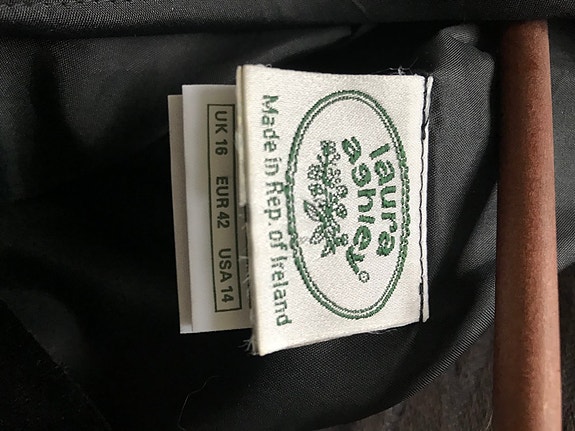 laura
ashley®
Made in Rep. of Ireland
UK 16 EUR 42 USA 14